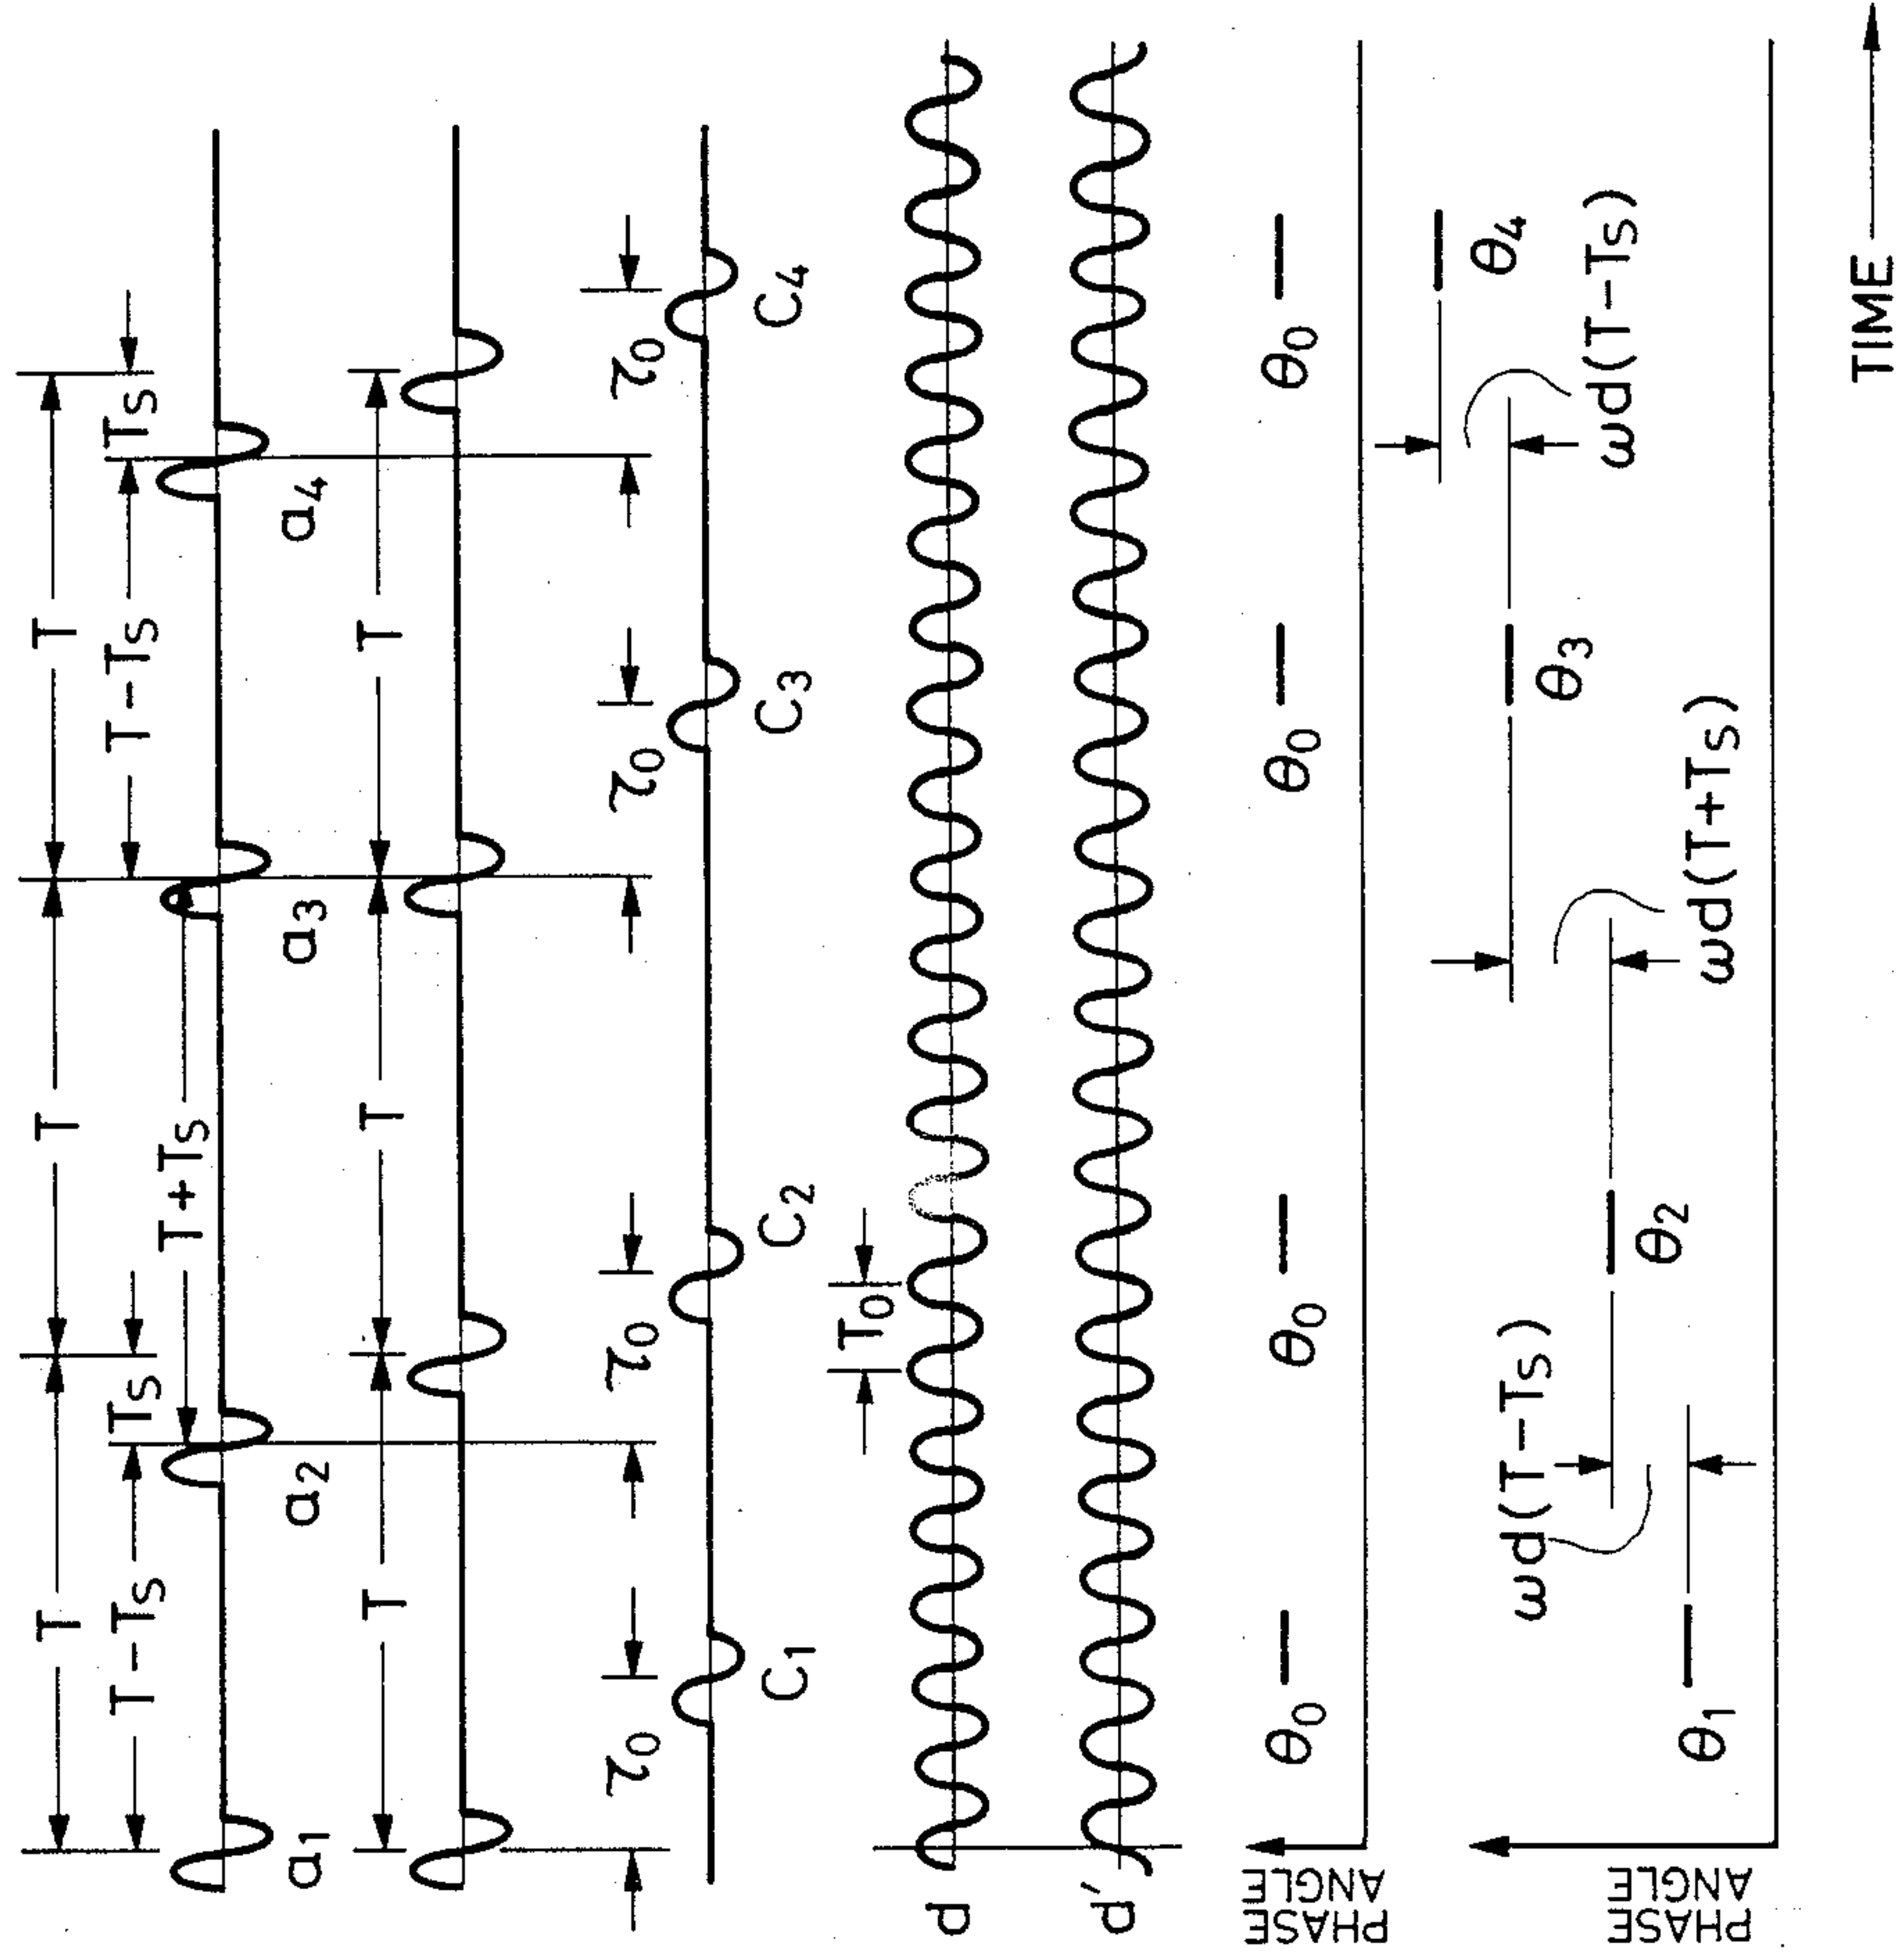 T T T
T-Ts Ts T+Ts T-Ts Ts
a1 a2 a3 a4
T T T
τ0 τ0 τ0 τ0
C1 C2 C3 C4
T0
d
d'
PHASE
ANGLE
θ0 θ0 θ0 θ0
PHASE
ANGLE
θ1 θ2 θ3 θ4
ωd(T-Ts) ωd(T+Ts) ωd(T-Ts)
TIME